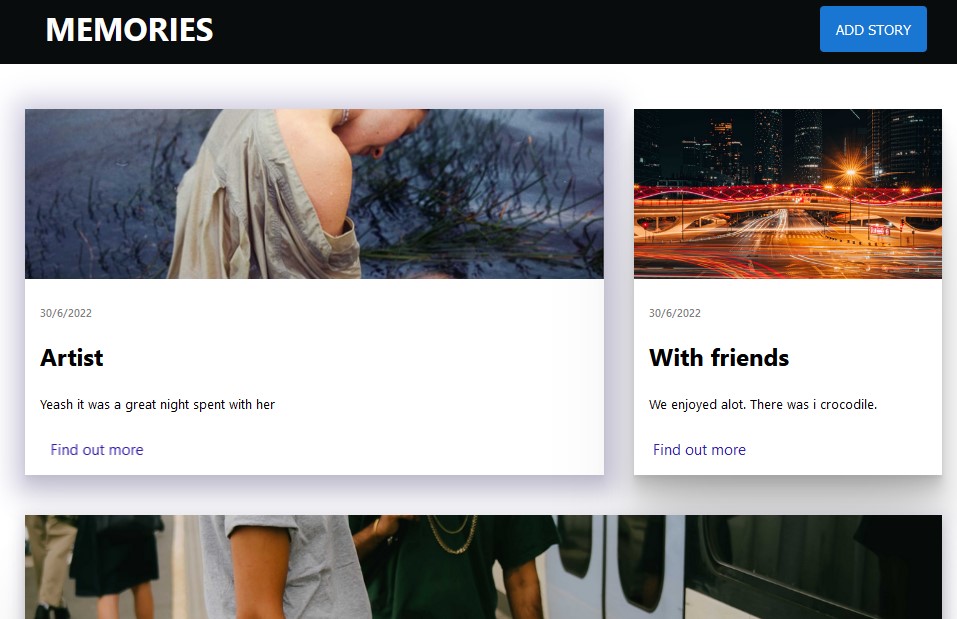 MEMORIES
ADD STORY
30/6/2022
Artist
Yeash it was a great night spent with her
Find out more
30/6/2022
With friends
We enjoyed alot. There was i crocodile.
Find out more